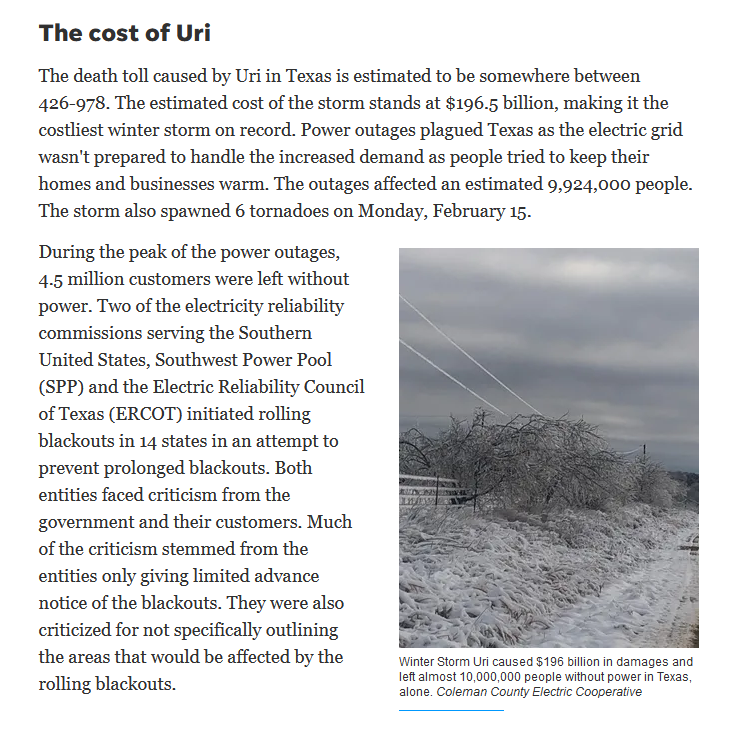 The cost of Uri
The death toll caused by Uri in Texas is estimated to be somewhere between
426-978. The estimated cost of the storm stands at $196.5 billion, making it the
costliest winter storm on record. Power outages plagued Texas as the electric grid
wasn't prepared to handle the increased demand as people tried to keep their
homes and businesses warm. The outages affected an estimated 9,924,000 people.
The storm also spawned 6 tornadoes on Monday, February 15.
During the peak of the power outages,
4.5 million customers were left without
power. Two of the electricity reliability
commissions serving the Southern
United States, Southwest Power Pool
(SPP) and the Electric Reliability Council
of Texas (ERCOT) initiated rolling
blackouts in 14 states in an attempt to
prevent prolonged blackouts. Both
entities faced criticism from the
government and their customers. Much
of the criticism stemmed from the
entities only giving limited advance
notice of the blackouts. They were also
criticized for not specifically outlining
the areas that would be affected by the
rolling blackouts.
Winter Storm Uri caused $196 billion in damages and
left almost 10,000,000 people without power in Texas,
alone. Coleman County Electric Cooperative